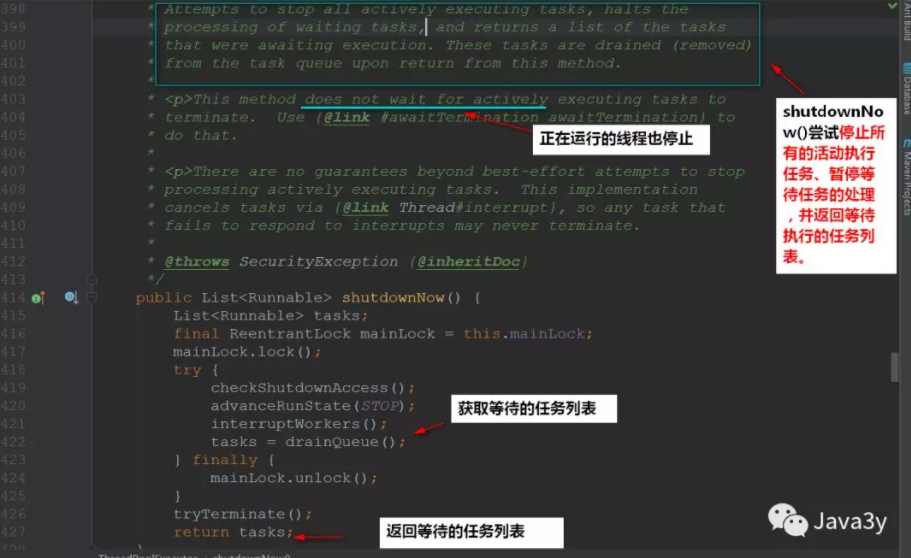 398 * Attempts to stop all actively executing tasks, halts the
399 * processing of waiting tasks, and returns a list of the tasks
400 * that were awaiting execution. These tasks are drained (removed)
401 * from the task queue upon return from this method.
402 *
403 * <p>This method does not wait for actively executing tasks to
404 * terminate.  Use {@link #awaitTermination awaitTermination} to
405 * do that.
406 *
407 * <p>There are no guarantees beyond best-effort attempts to stop
408 * processing actively executing tasks.  This implementation
409 * cancels tasks via {@link Thread#interrupt}, so any task that
410 * fails to respond to interrupts may never terminate.
411 *
412 * @throws SecurityException {@inheritDoc}
413 */
414 public List<Runnable> shutdownNow() {
415 List<Runnable> tasks;
416 final ReentrantLock mainLock = this.mainLock;
417 mainLock.lock();
418 try {
419 checkShutdownAccess();
420 advanceRunState(STOP);
421 interruptWorkers();
422 tasks = drainQueue();
423 } finally {
424 mainLock.unlock();
425 }
426 tryTerminate();
427 return tasks;
正在运行的线程也停止
获取等待的任务列表
返回等待的任务列表
shutdownNo
w()尝试停止所
有的活动执行
任务、暂停等
待任务的处理
,并返回等待
执行的任务列
表。
Ant Build
Database
Maven Projects
Java3y